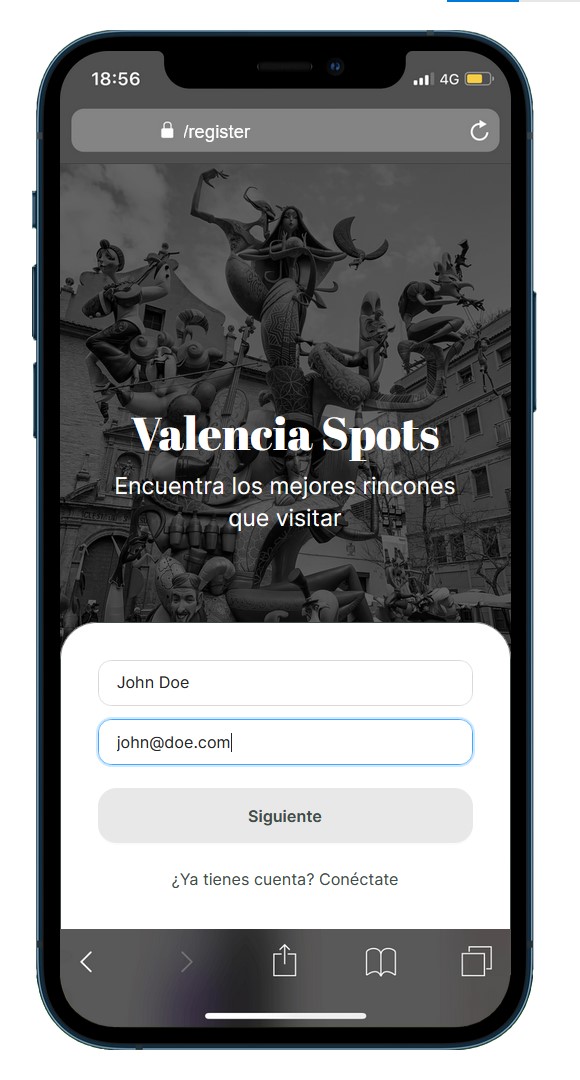 18:56
4G
/register
Valencia Spots
Encuentra los mejores rincones
que visitar
John Doe
john@doe.com
Siguiente
¿Ya tienes cuenta? Conéctate